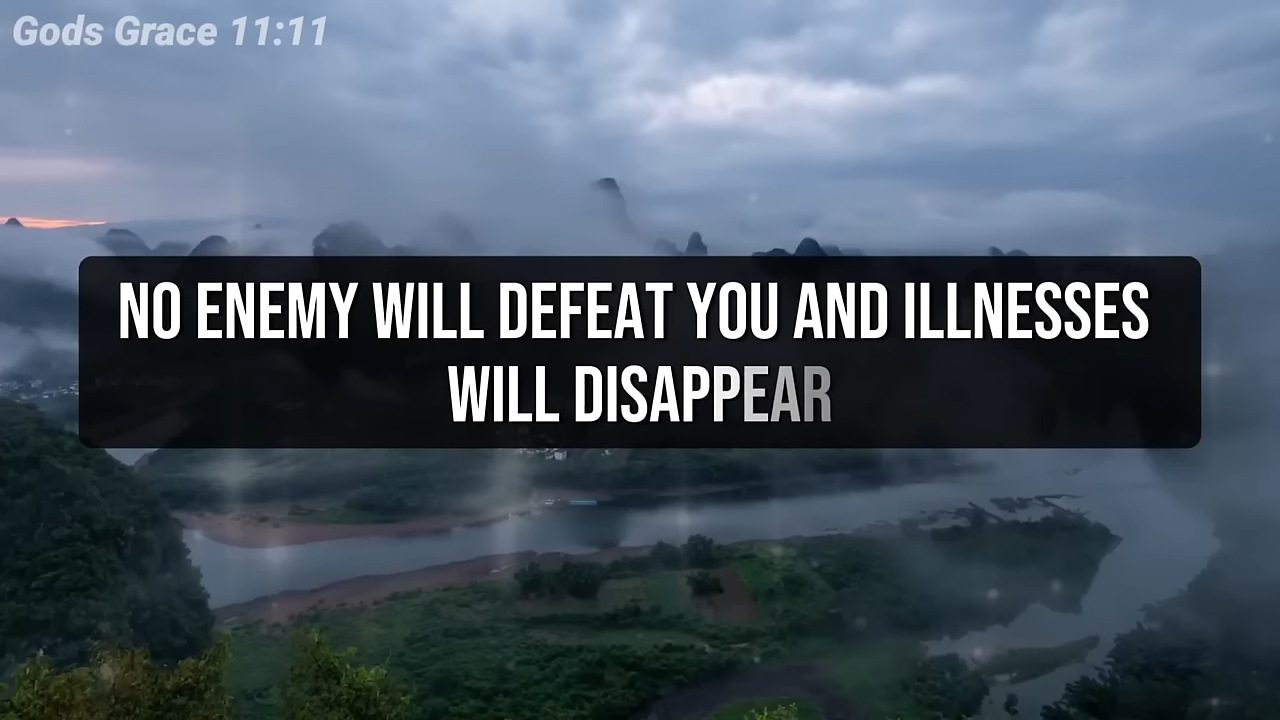 Gods Grace 11:11
NO ENEMY WILL DEFEAT YOU AND ILLNESSES
WILL DISAPPEAR